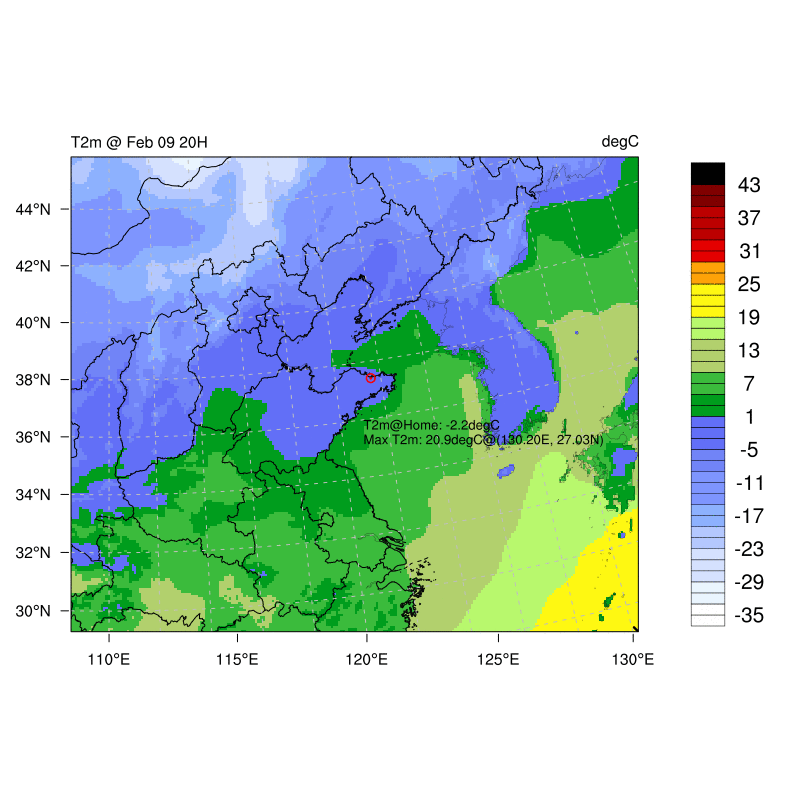 T2m @ Feb 09 20H
degC
44°N
42°N
40°N
38°N
36°N
34°N
32°N
30°N
T2m@Home: -2.2degC
Max T2m: 20.9degC@(130.20E, 27.03N)
110°E
115°E
120°E
125°E
130°E
43
37
31
25
19
13
7
1
-5
-11
-17
-23
-29
-35